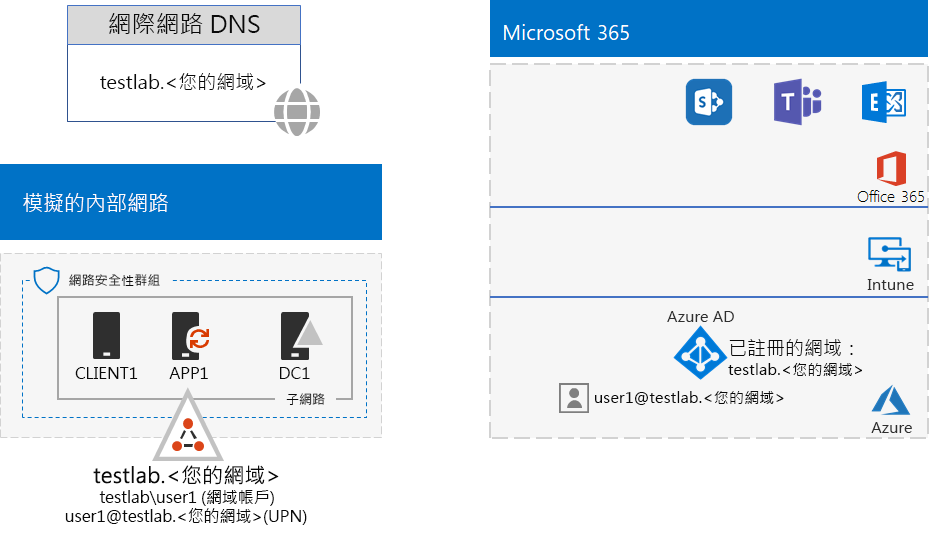 網際網路 DNS
testlab.<您的網域>
模擬的內部網路
網路安全性群組
CLIENT1
APP1
DC1
子網路
testlab.<您的網域>
testlab\user1 (網域帳戶)
user1@testlab.<您的網域>(UPN)
Microsoft 365
S
T
E
Office 365
Intune
Azure AD
已註冊的網域：
testlab.<您的網域>
user1@testlab.<您的網域>
Azure